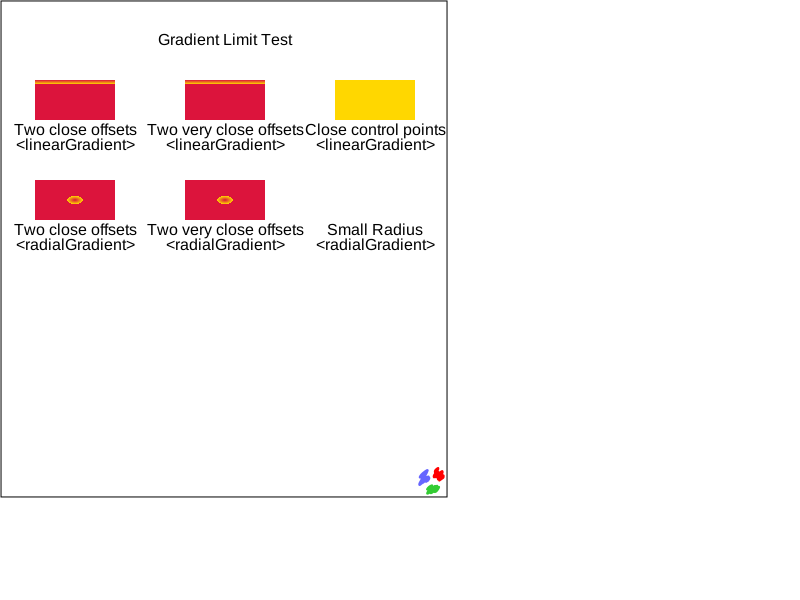 Gradient Limit Test
Two close offsets
<linearGradient>
Two very close offsets
<linearGradient>
Close control points
<linearGradient>
Two close offsets
<radialGradient>
Two very close offsets
<radialGradient>
Small Radius
<radialGradient>